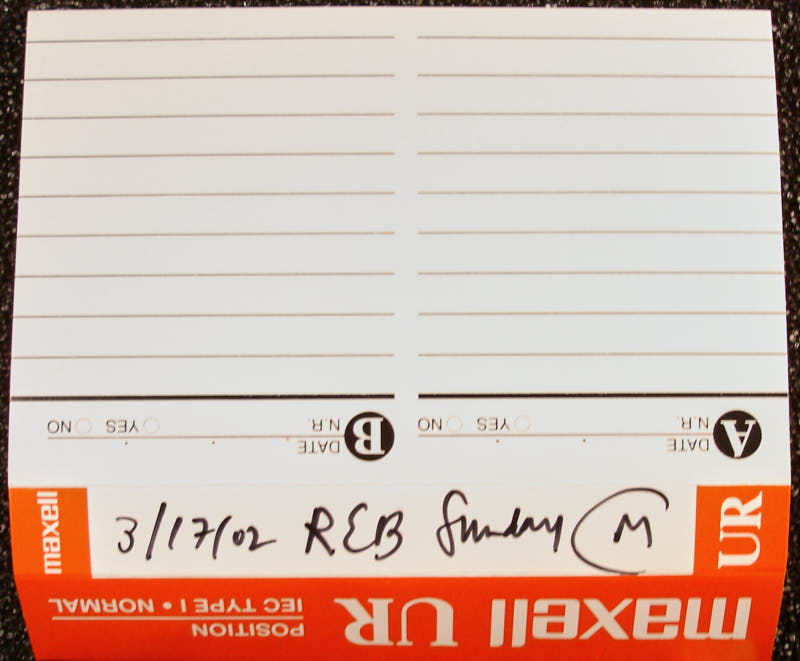 B DATE N.R. YES NO
A DATE N.R. YES NO
maxell 3/17/02 REB Sunday M UR
maxell UR POSITION IEC TYPE I • NORMAL